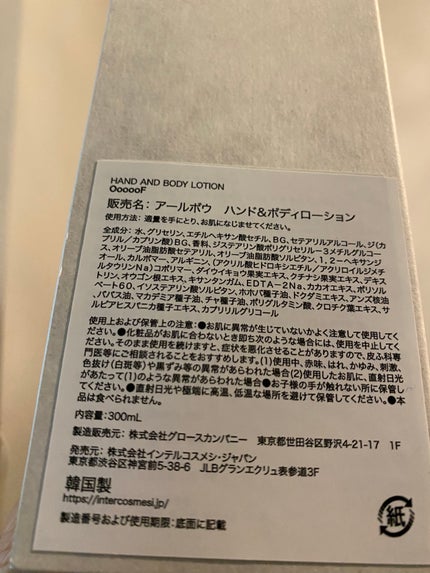 HAND AND BODY LOTION
OooooF
販売名: アールボウ　ハンド&ボディローション
使用方法: 適量を手にとり、お肌になじませてください。
全成分: 水、グリセリン、エチルヘキサン酸セチル、BG、セテアリルアルコール、ジ(カ
プリル/カプリン酸)BG、香料、ジステアリン酸ポリグリセリル-3メチルグルコ
ース、オリーブ油脂肪酸セテアリル、オリーブ油脂肪酸ソルビタン、1,2-ヘキサンジ
オール、カルボマー、アルギニン、(アクリル酸ヒドロキシエチル/アクリロイルジメチ
ルタウリンNa)コポリマー、ダイウイキョウ果実エキス、クチナシ果実エキス、デキス
トリン、オウゴン根エキス、キサンタンガム、EDTA-2Na、カカオエキス、ポリソル
ベート60、イソステアリン酸ソルビタン、ホホバ種子油、ドクダミエキス、アンズ核油
、ババス油、マカデミア種子油、チャ種子油、ポリグルタミン酸、クロチク葉エキス、サ
ルビアヒスパニカ種子エキス、カプリリルグリコール
使用上および保管上の注意: ●お肌に異常が生じていないかよく注意して使用してく
ださい。●化粧品がお肌に合わないとき即ち次のような場合には、使用を中止してく
ださい。そのまま使用を続けますと、症状を悪化させることがありますので、皮ふ科専
門医等にご相談されることをおすすめします。(1)使用中、赤味、はれ、かゆみ、刺激、
色抜け(白斑等)や黒ずみ等の異常があらわれた場合(2)使用したお肌に、直射日光
があたって(1)のような異常があらわれた場合●お子様の手が触れない所に保管し
てください。●直射日光や極端に高温、低温な場所を避けて保管してください。●本
品は食べられません。
内容量: 300mL
製造販売元: 株式会社グロースカンパニー　東京都世田谷区野沢4-21-17　1F
発売元: 株式会社インテルコスメシ・ジャパン
東京都渋谷区神宮前5-38-6　JLBグランエクリュ表参道3F
韓国製
https://intercosmesi.jp/
製造番号および使用期限: 底面に記載
紙